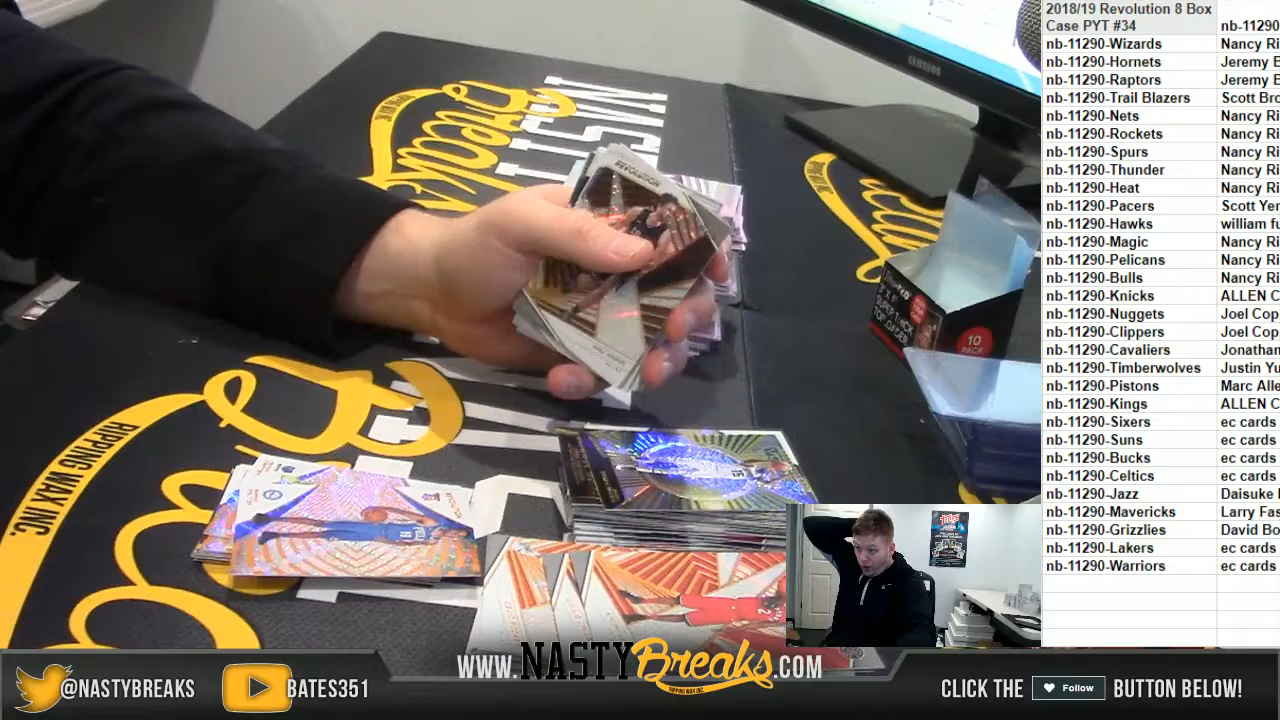 2018/19 Revolution 8 Box
Case PYT #34
nb-11290
nb-11290-Wizards Nancy Ri
nb-11290-Hornets Jeremy B
nb-11290-Raptors Jeremy B
nb-11290-Trail Blazers Scott Bro
nb-11290-Nets Nancy Ri
nb-11290-Rockets Nancy Ri
nb-11290-Spurs Nancy Ri
nb-11290-Thunder Nancy Ri
nb-11290-Heat Nancy Ri
nb-11290-Pacers Scott Yer
nb-11290-Hawks william fu
nb-11290-Magic Nancy Ri
nb-11290-Pelicans Nancy Ri
nb-11290-Bulls Nancy Ri
nb-11290-Knicks ALLEN C
nb-11290-Nuggets Joel Cop
nb-11290-Clippers Joel Cop
nb-11290-Cavaliers Jonathan
nb-11290-Timberwolves Justin Yu
nb-11290-Pistons Marc Alle
nb-11290-Kings ALLEN C
nb-11290-Sixers ec cards
nb-11290-Suns ec cards
nb-11290-Bucks ec cards
nb-11290-Celtics ec cards
nb-11290-Jazz Daisuke
nb-11290-Mavericks Larry Fas
nb-11290-Grizzlies David Bo
nb-11290-Lakers ec cards
nb-11290-Warriors ec cards
SAMSUNG
10
PACK
Breaks
RIPPING WAX INC.
@NASTYBREAKS
BATES351
WWW.NASTYBreaks.COM
RIPPING WAX INC
CLICK THE Follow BUTTON BELOW!